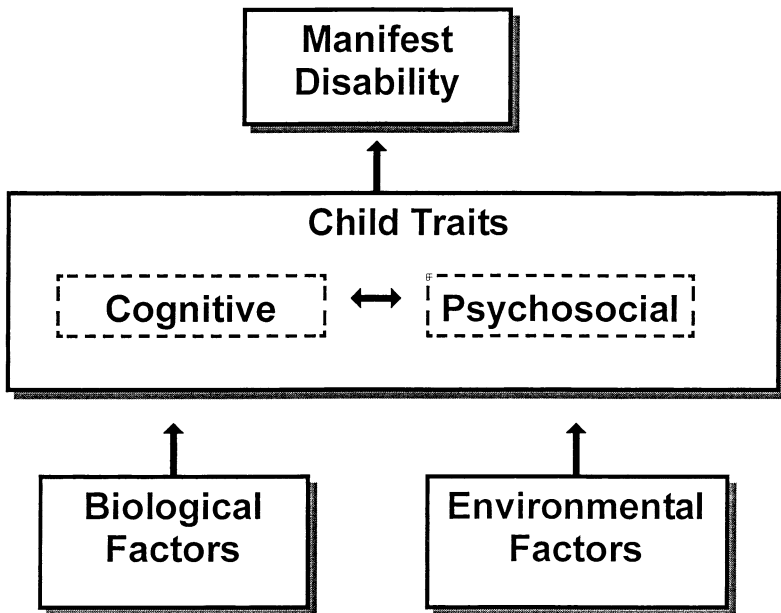 Manifest
Disability
Child Traits
Cognitive
Psychosocial
Biological
Factors
Environmental
Factors